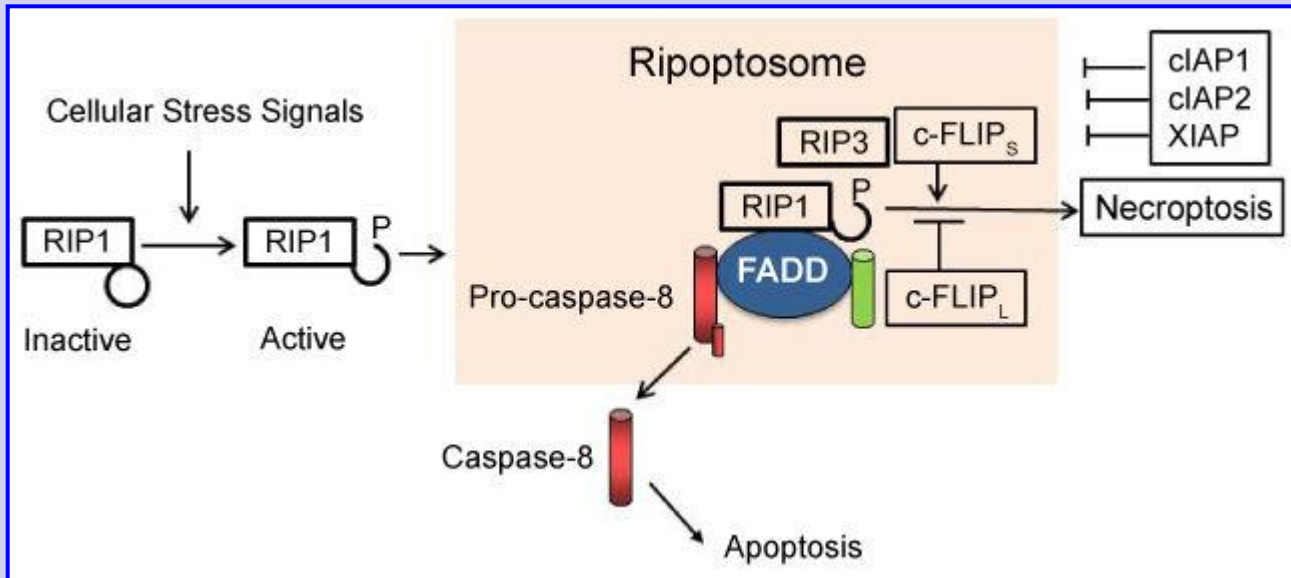 Ripoptosome
cIAP1
cIAP2
XIAP
Cellular Stress Signals
RIP3
c-FLIPS
RIP1
RIP1 P
RIP1 P
Necroptosis
FADD
Pro-caspase-8
c-FLIPL
Inactive
Active
Caspase-8
Apoptosis